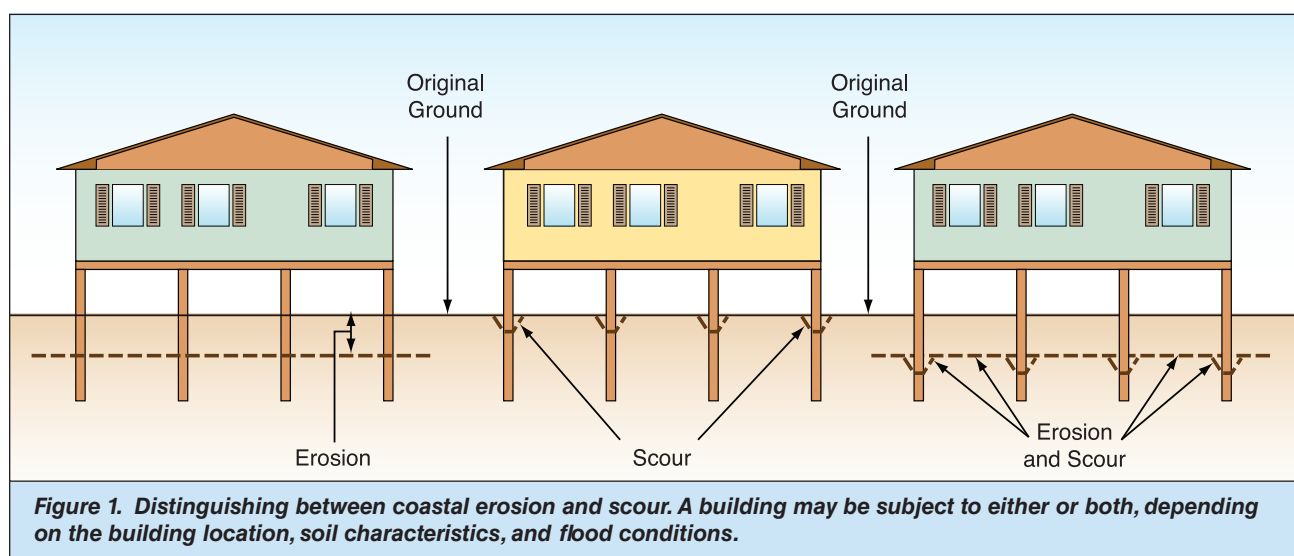 Original
Ground
Original
Ground
Erosion
Scour
Erosion
and Scour
Figure 1. Distinguishing between coastal erosion and scour. A building may be subject to either or both, depending
on the building location, soil characteristics, and flood conditions.